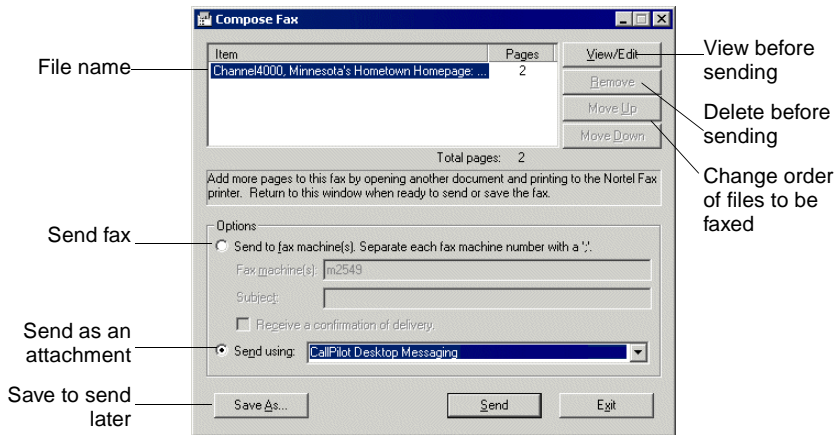 Compose Fax
File name
Item Pages
Channel4000, Minnesota's Hometown Homepage: ... 2
View/Edit
Remove
Move Up
Move Down
View before
sending
Delete before
sending
Change order
of files to be
faxed
Total pages: 2
Add more pages to this fax by opening another document and printing to the Nortel Fax
printer. Return to this window when ready to send or save the fax.
Options
Send fax
Send to fax machine(s). Separate each fax machine number with a ';'.
Fax machine(s): m2549
Subject:
Receive a confirmation of delivery.
Send as an
attachment
Send using: CallPilot Desktop Messaging
Save to send
later
Save As... Send Exit